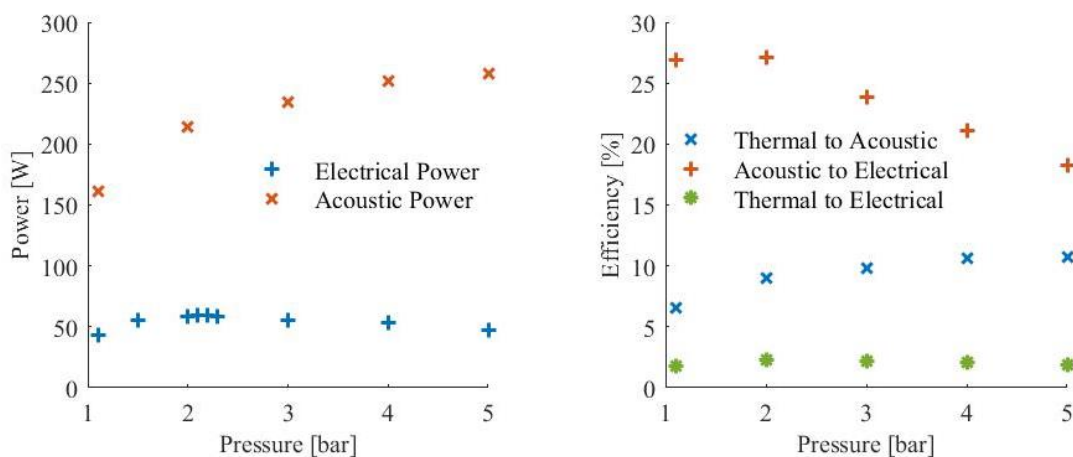 300
250
200
150
100
50
0
Power [W]
Electrical Power
Acoustic Power
1 2 3 4 5
Pressure [bar]
30
25
20
15
10
5
0
Efficiency [%]
Thermal to Acoustic
Acoustic to Electrical
Thermal to Electrical
1 2 3 4 5
Pressure [bar]